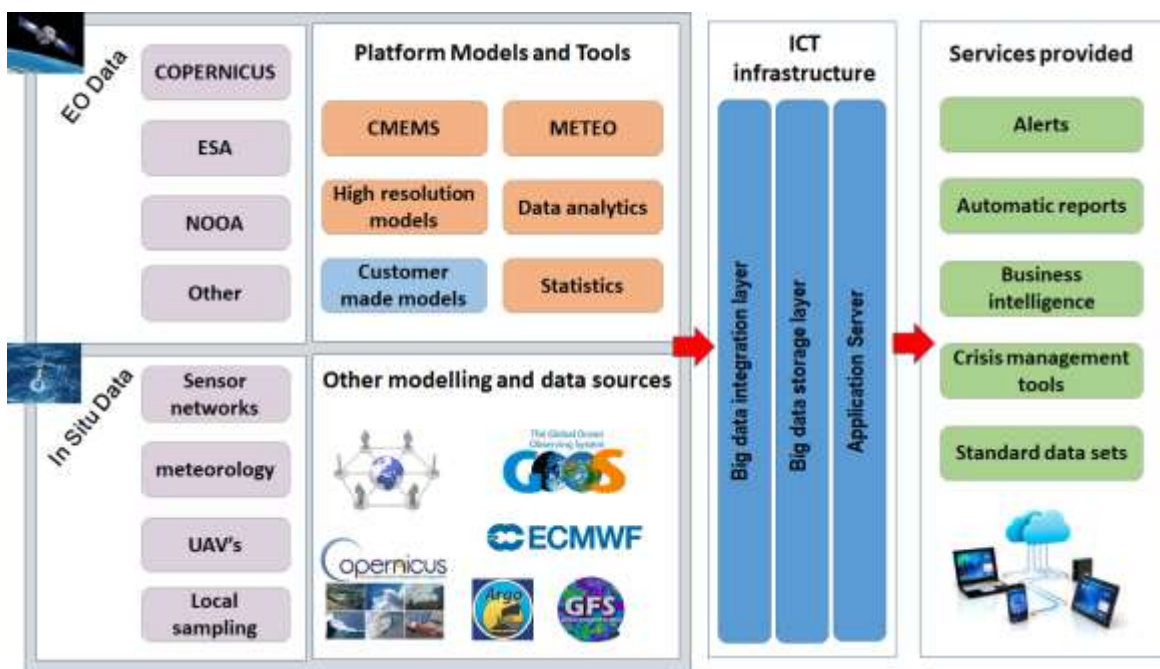 EO Data
COPERNICUS
ESA
NOOA
Other
In Situ Data
Sensor
networks
meteorology
UAV's
Local
sampling
Platform Models and Tools
CMEMS
METEO
High resolution
models
Data analytics
Customer
made models
Statistics
Other modelling and data sources
The Global Ocean
Observing System
GOOS
ECMWF
Copernicus
Argo
GFS
ICT
infrastructure
Big data integration layer
Big data storage layer
Application Server
Services provided
Alerts
Automatic reports
Business
intelligence
Crisis management
tools
Standard data sets